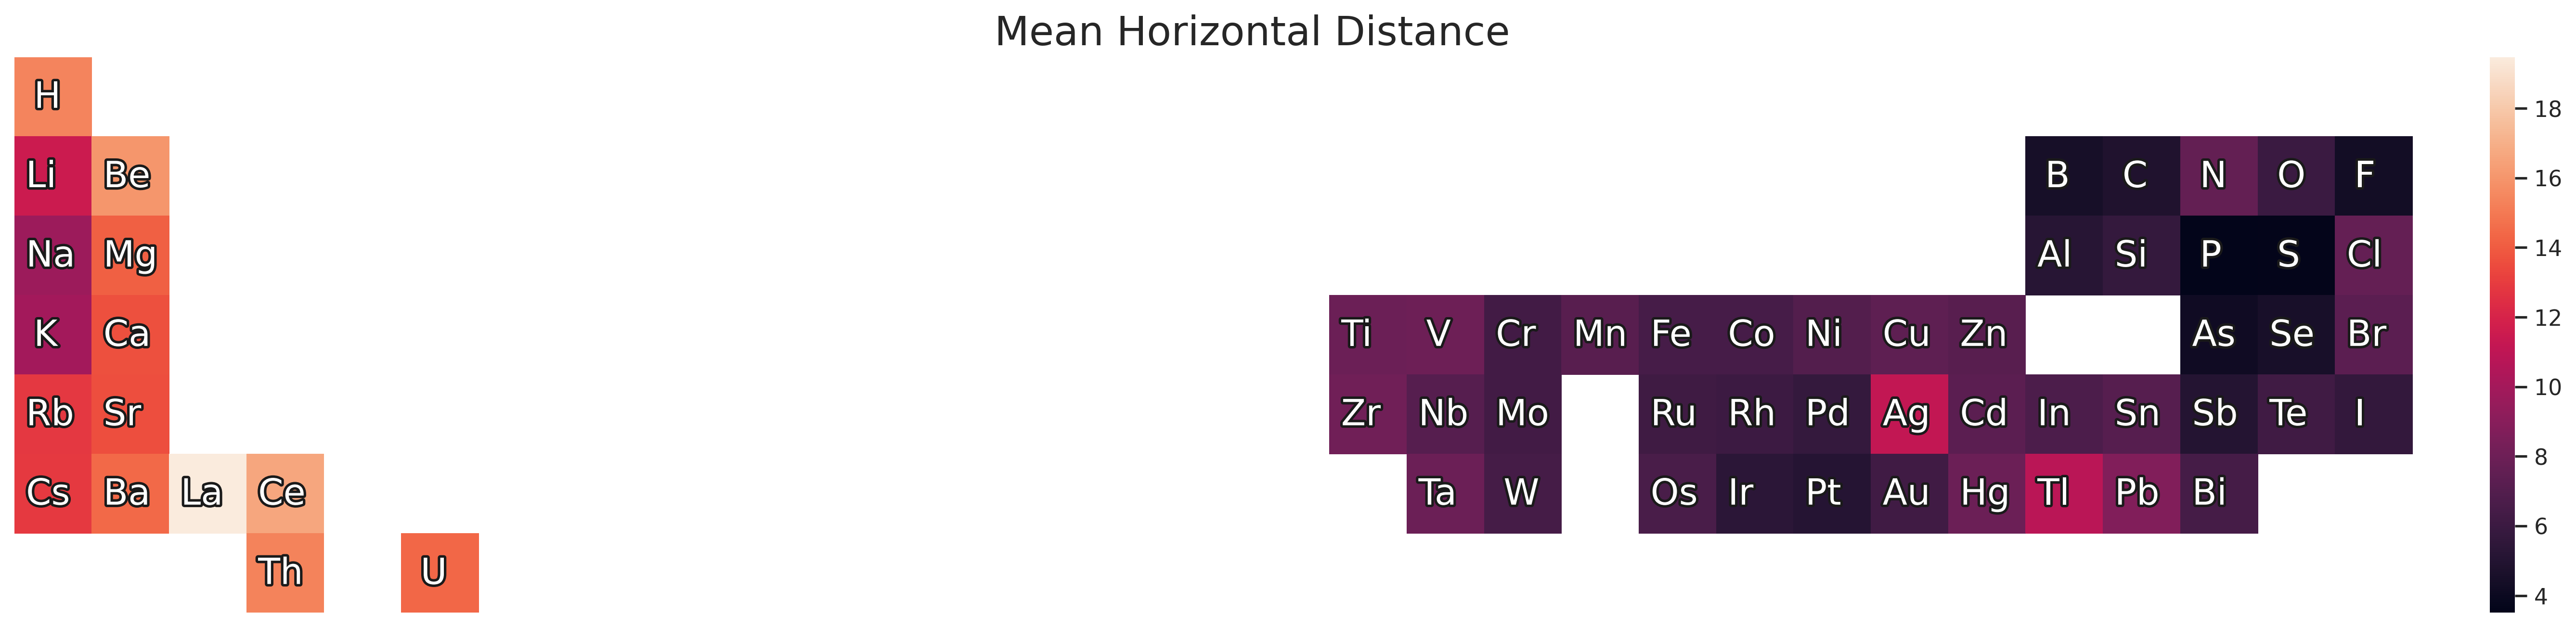 Mean Horizontal Distance
H
Li Be B C N O F
Na Mg Al Si P S Cl
K Ca Ti V Cr Mn Fe Co Ni Cu Zn As Se Br
Rb Sr Zr Nb Mo Ru Rh Pd Ag Cd In Sn Sb Te I
Cs Ba La Ce Ta W Os Ir Pt Au Hg Tl Pb Bi
Th U
18
16
14
12
10
8
6
4